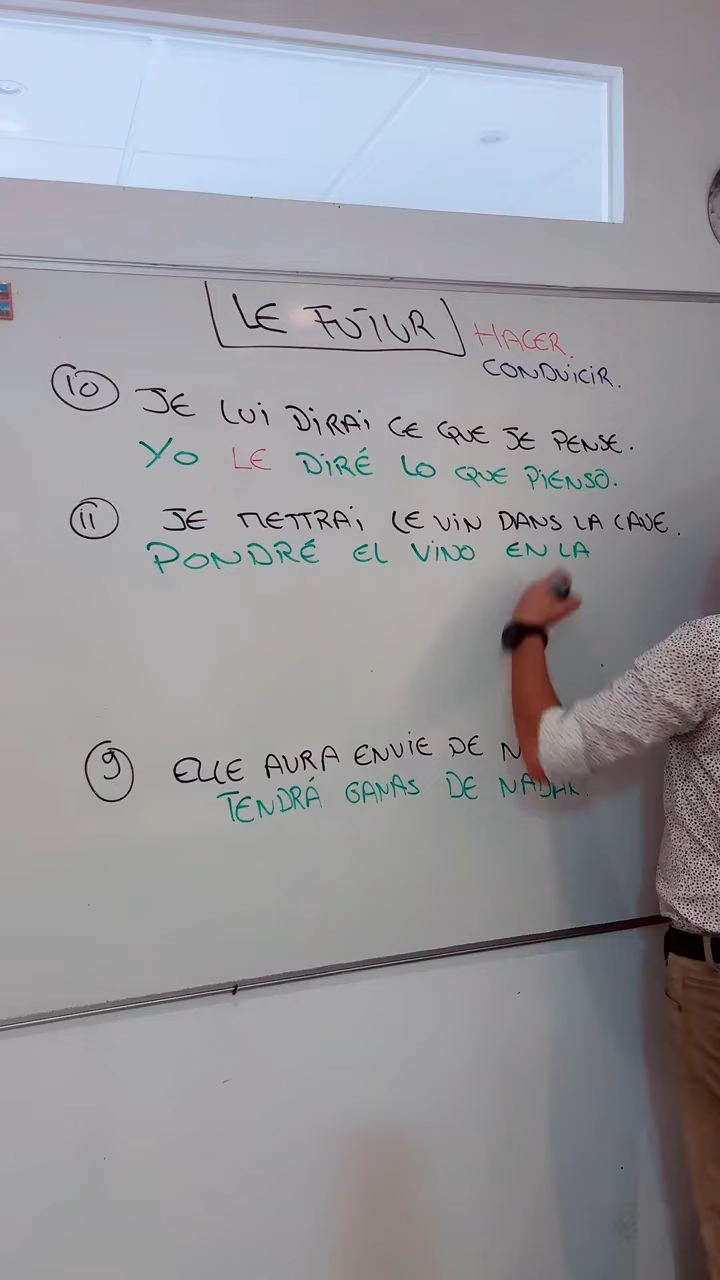 LE FUTUR
HACER.
CONDUICIR.
10 JE LUI DIRAI CE QUE JE PENSE.
YO LE DIRÉ LO QUE PIENSO.
11 JE METTRAI LE VIN DANS LA CAVE.
PONDRÉ EL VINO EN LA
9 ELLE AURA ENVIE DE
TENDRÁ GANAS DE NADAR.